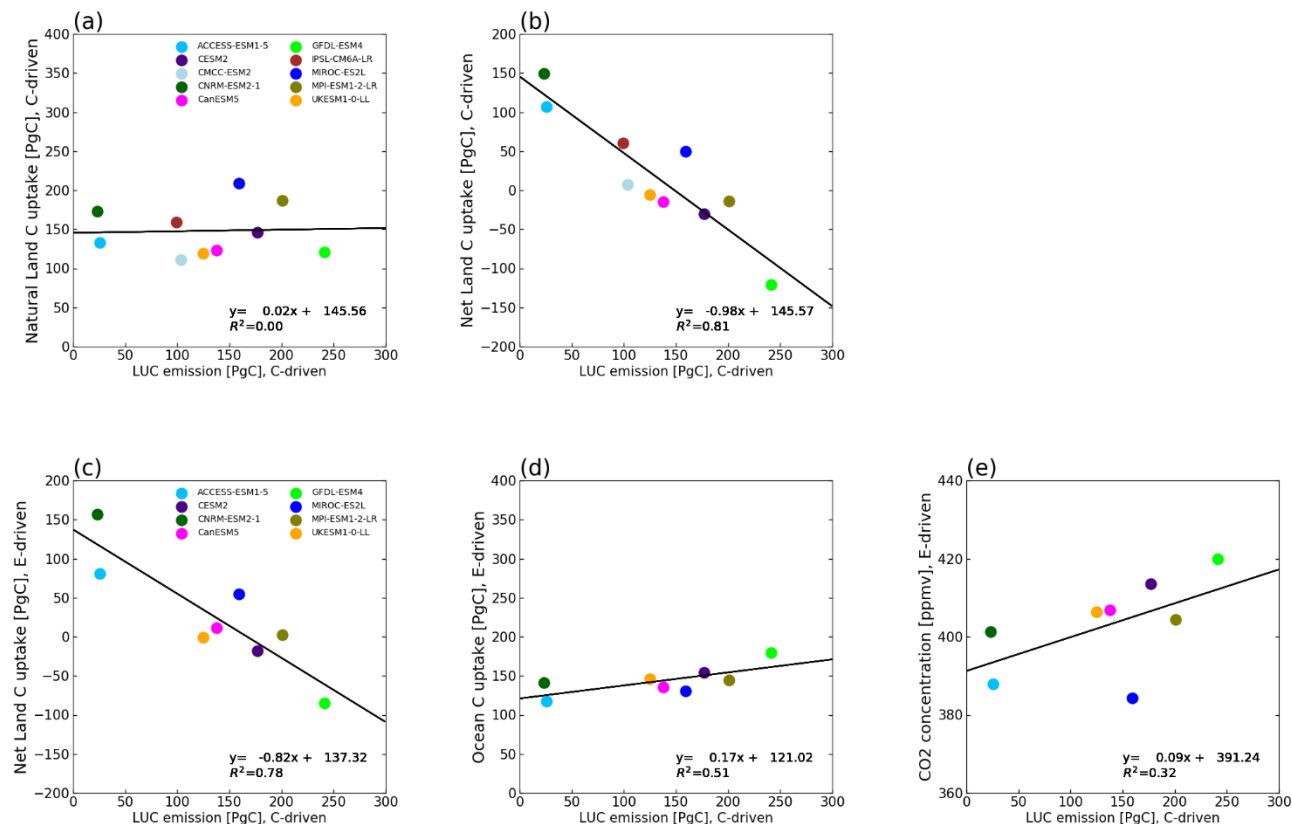 (a)
400
350
300
250
200
150
100
50
0
Natural Land C uptake [PgC], C-driven
ACCESS-ESM1-5
CESM2
CMCC-ESM2
CNRM-ESM2-1
CanESM5
GFDL-ESM4
IPSL-CM6A-LR
MIROC-ES2L
MPI-ESM1-2-LR
UKESM1-0-LL
y= 0.02x + 145.56
R²=0.00
0 50 100 150 200 250 300
LUC emission [PgC], C-driven
(b)
200
150
100
50
0
−50
−100
−150
−200
Net Land C uptake [PgC], C-driven
y= -0.98x + 145.57
R²=0.81
0 50 100 150 200 250 300
LUC emission [PgC], C-driven
(c)
200
150
100
50
0
−50
−100
−150
−200
Net Land C uptake [PgC], E-driven
ACCESS-ESM1-5
CESM2
CNRM-ESM2-1
CanESM5
GFDL-ESM4
MIROC-ES2L
MPI-ESM1-2-LR
UKESM1-0-LL
y= -0.82x + 137.32
R²=0.78
0 50 100 150 200 250 300
LUC emission [PgC], C-driven
(d)
400
350
300
250
200
150
100
50
0
Ocean C uptake [PgC], E-driven
y= 0.17x + 121.02
R²=0.51
0 50 100 150 200 250 300
LUC emission [PgC], C-driven
(e)
440
420
400
380
360
CO2 concentration [ppmv], E-driven
y= 0.09x + 391.24
R²=0.32
0 50 100 150 200 250 300
LUC emission [PgC], C-driven